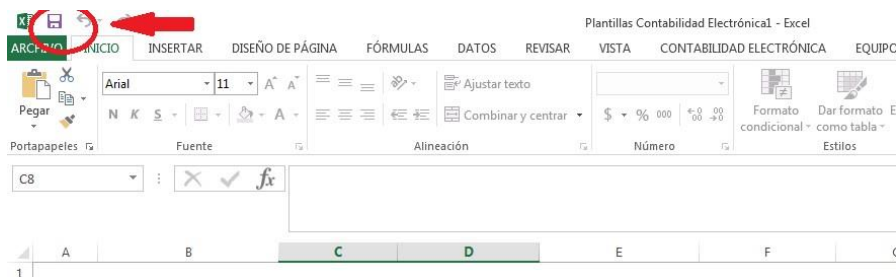 Plantillas Contabilidad Electrónica1 - Excel
ARCHIVO INICIO INSERTAR DISEÑO DE PÁGINA FÓRMULAS DATOS REVISAR VISTA CONTABILIDAD ELECTRÓNICA EQUIPO
Arial 11 A A Ajustar texto
Pegar N K S A Combinar y centrar $ % 000 Formato condicional Dar formato como tabla E
Portapapeles Fuente Alineación Número Estilos
C8 fx
A B C D E F
1